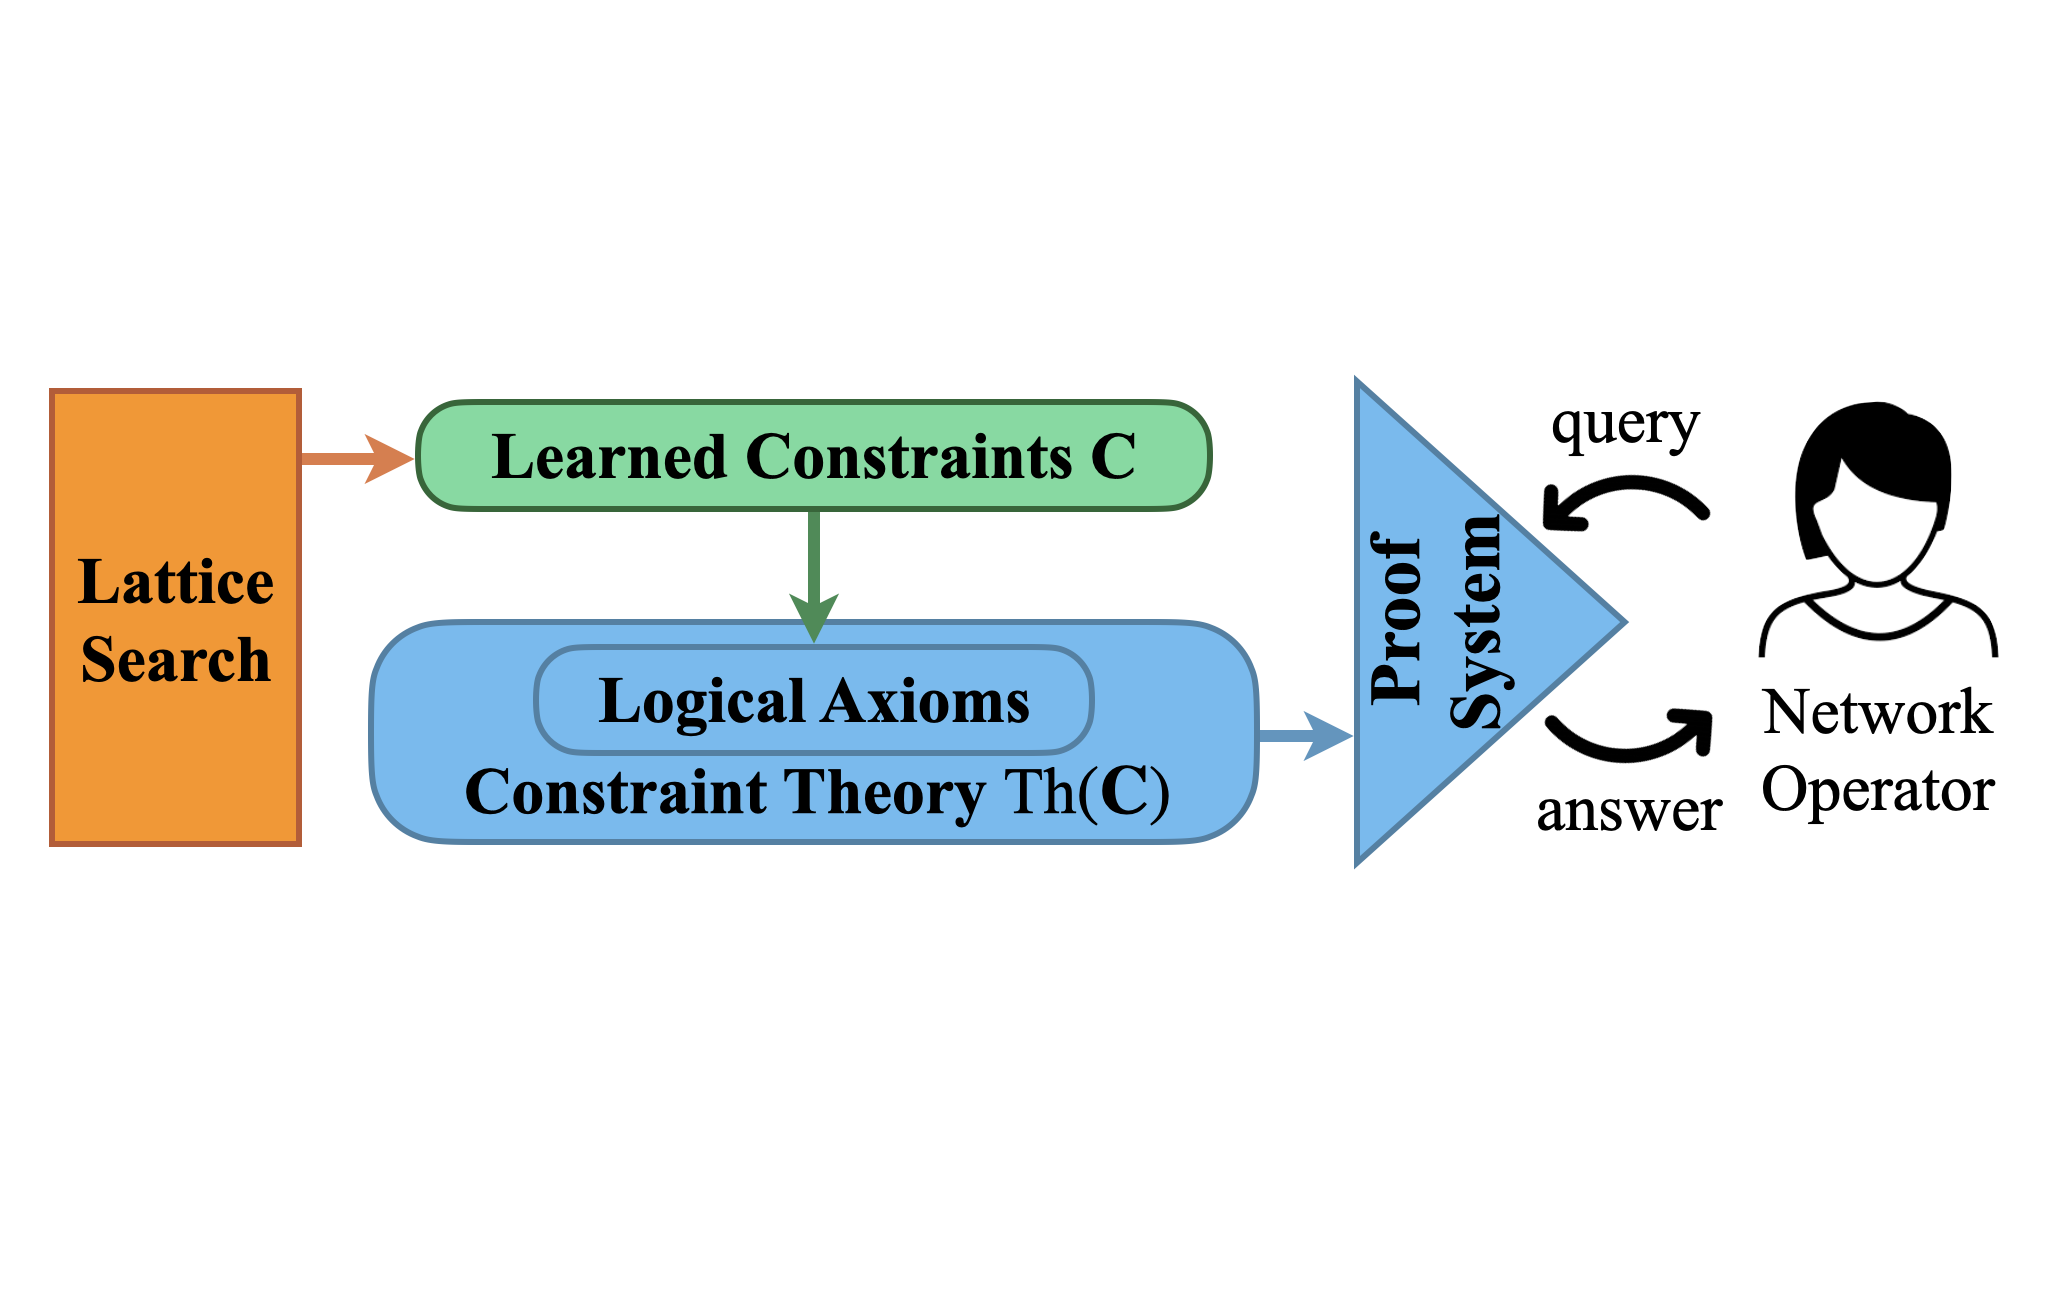 Lattice
Search
Learned Constraints C
Logical Axioms
Constraint Theory Th(C)
Proof
System
query
answer
Network
Operator